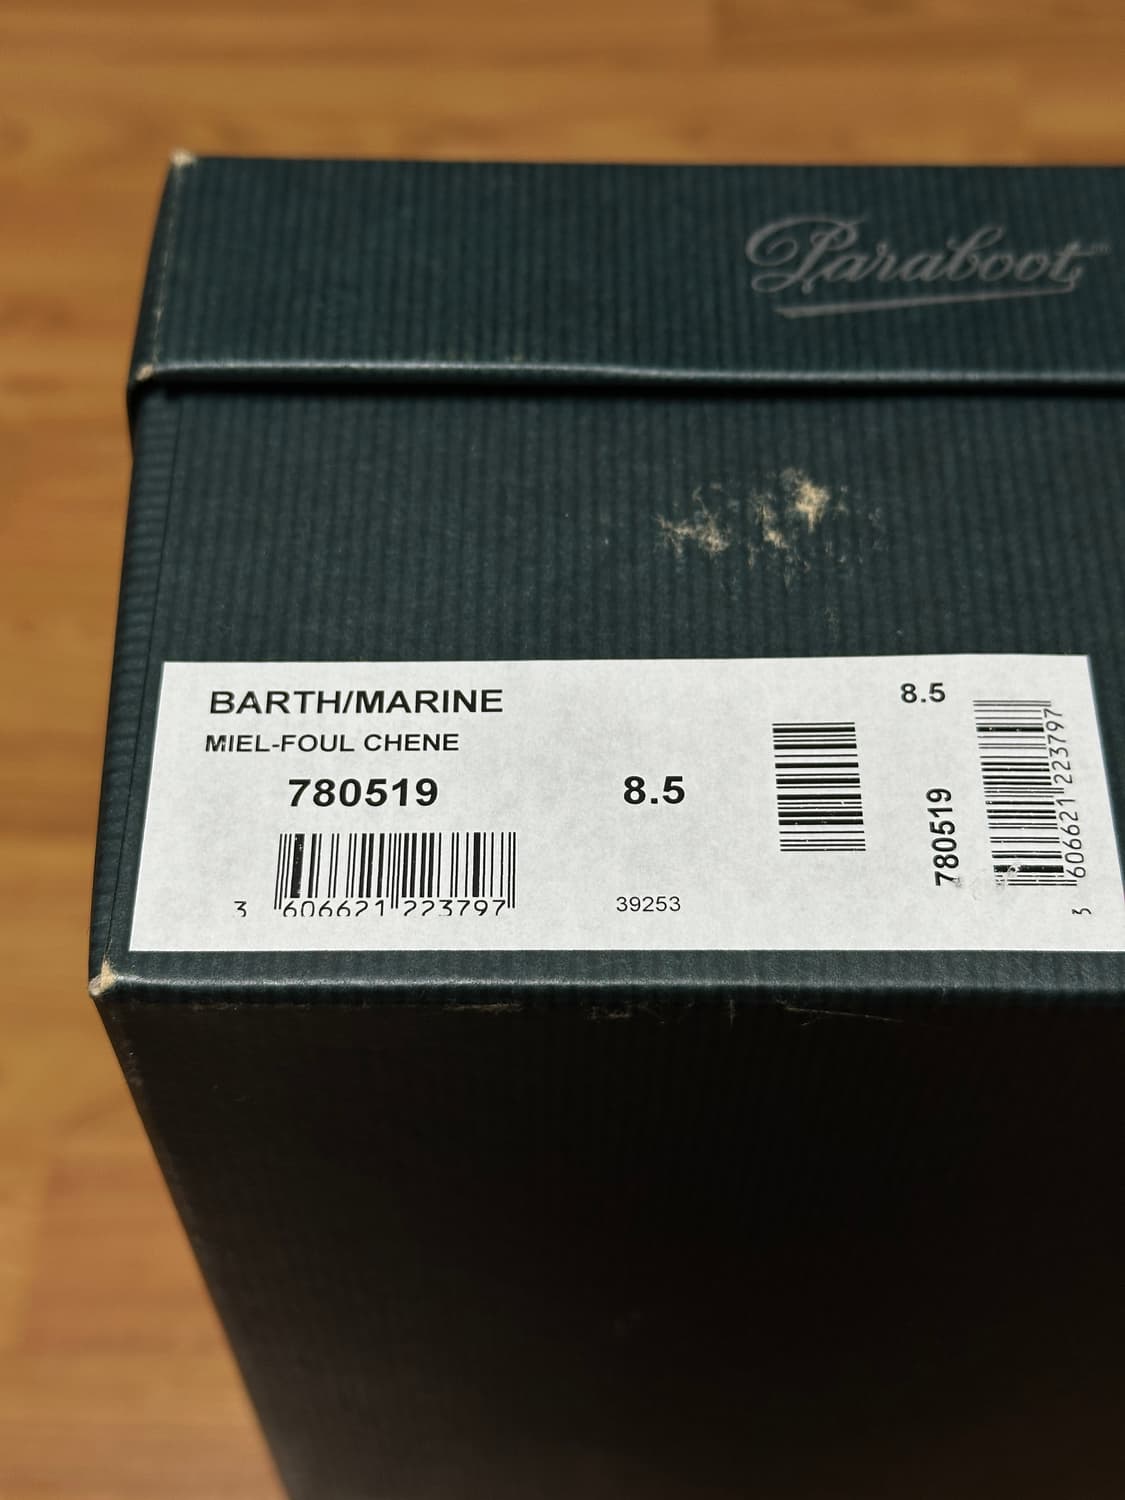 Paraboot
BARTH/MARINE
MIEL-FOUL CHENE
780519
8.5
3 606621 223797
39253
8.5
780519
3 606621 223797